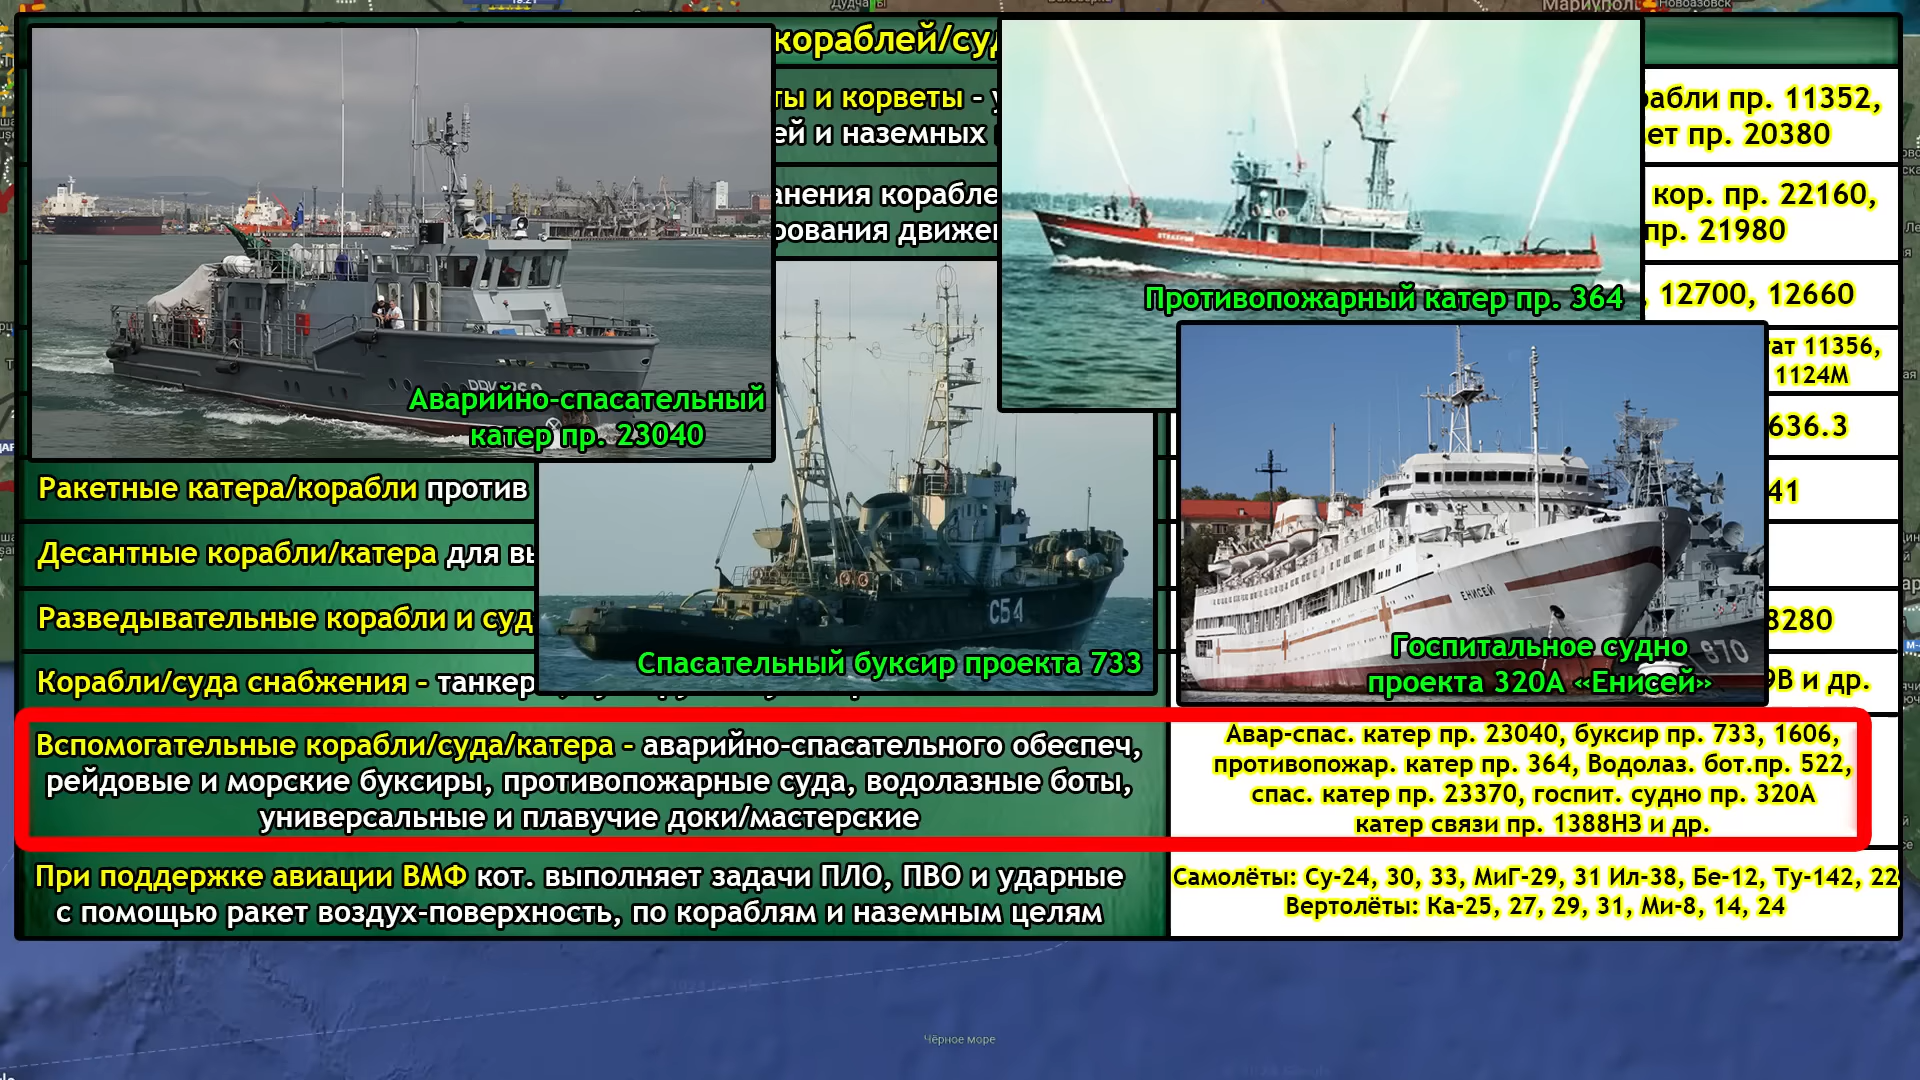 Дудчаны
Мариуполь
Новоазовск
кораблей/суд
ты и корветы - у
рабли пр. 11352,
ей и наземных
ет пр. 20380
анения корабле
кор. пр. 22160,
рования движен
пр. 21980
Противопожарный катер пр. 364
, 12700, 12660
гат 11356,
1124М
Аварийно-спасательный
катер пр. 23040
636.3
Ракетные катера/корабли против
41
Десантные корабли/катера для вы
ЕНИСЕЙ
С54
Разведывательные корабли и суд
8280
Спасательный буксир проекта 733
Госпитальное судно
проекта 320А «Енисей»
870
Корабли/суда снабжения - танкер
9В и др.
Вспомогательные корабли/суда/катера - аварийно-спасательного обеспеч,
рейдовые и морские буксиры, противопожарные суда, водолазные боты,
универсальные и плавучие доки/мастерские
Авар-спас. катер пр. 23040, буксир пр. 733, 1606,
противопожар. катер пр. 364, Водолаз. бот.пр. 522,
спас. катер пр. 23370, госпит. судно пр. 320А
катер связи пр. 1388НЗ и др.
При поддержке авиации ВМФ кот. выполняет задачи ПЛО, ПВО и ударные
с помощью ракет воздух-поверхность, по кораблям и наземным целям
Самолёты: Су-24, 30, 33, МиГ-29, 31 Ил-38, Бе-12, Ту-142, 22
Вертолёты: Ка-25, 27, 29, 31, Ми-8, 14, 24
Чёрное море